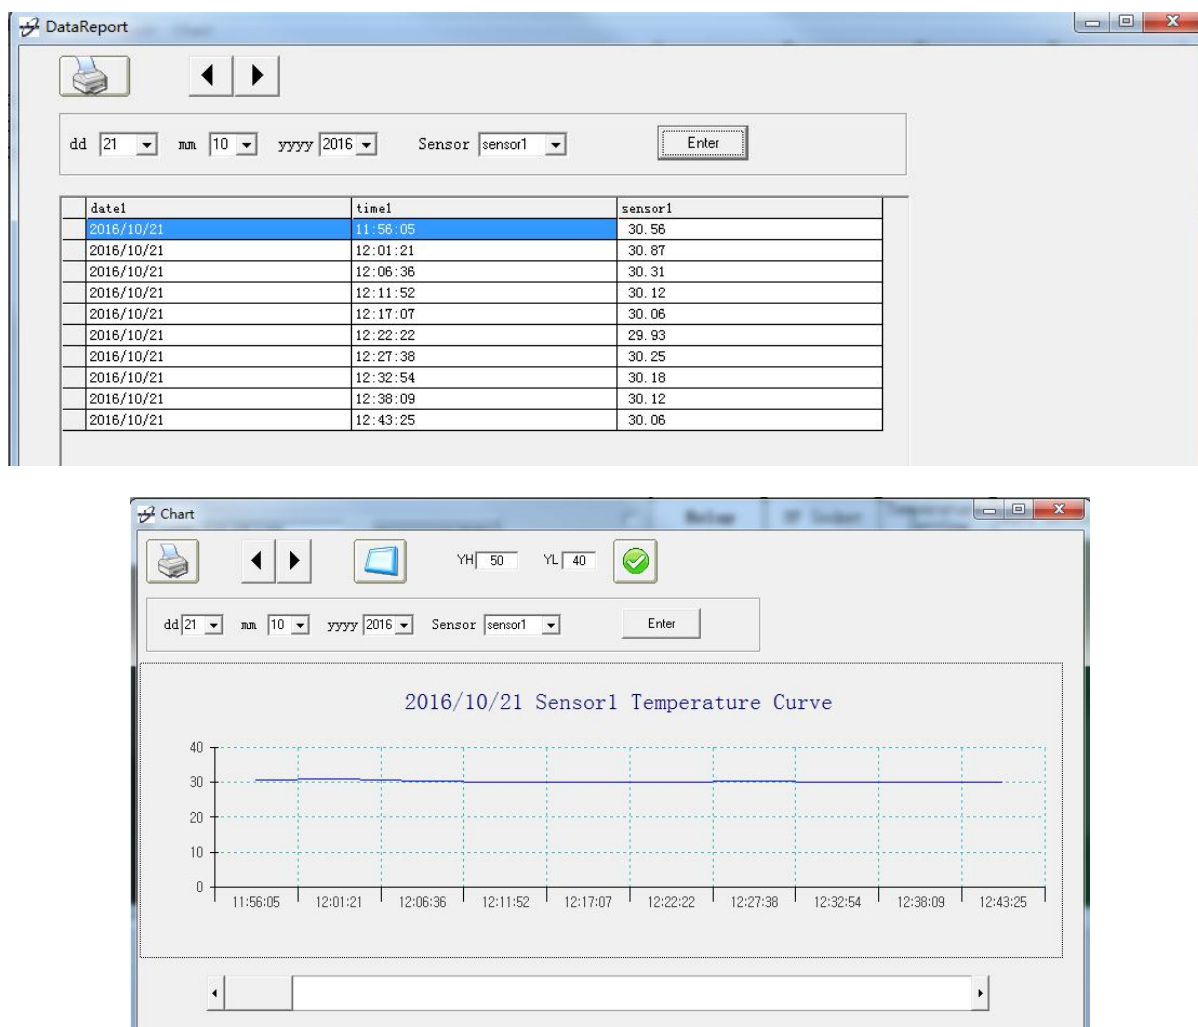 DataReport
dd 21 mm 10 yyyy 2016 Sensor sensor1 Enter
date1 time1 sensor1
2016/10/21 11:56:05 30.56
2016/10/21 12:01:21 30.87
2016/10/21 12:06:36 30.31
2016/10/21 12:11:52 30.12
2016/10/21 12:17:07 30.06
2016/10/21 12:22:22 29.93
2016/10/21 12:27:38 30.25
2016/10/21 12:32:54 30.18
2016/10/21 12:38:09 30.12
2016/10/21 12:43:25 30.06
Chart
YH 50 YL 40
dd 21 mm 10 yyyy 2016 Sensor sensor1 Enter
2016/10/21 Sensor1 Temperature Curve
40
30
20
10
0
11:56:05 12:01:21 12:06:36 12:11:52 12:17:07 12:22:22 12:27:38 12:32:54 12:38:09 12:43:25